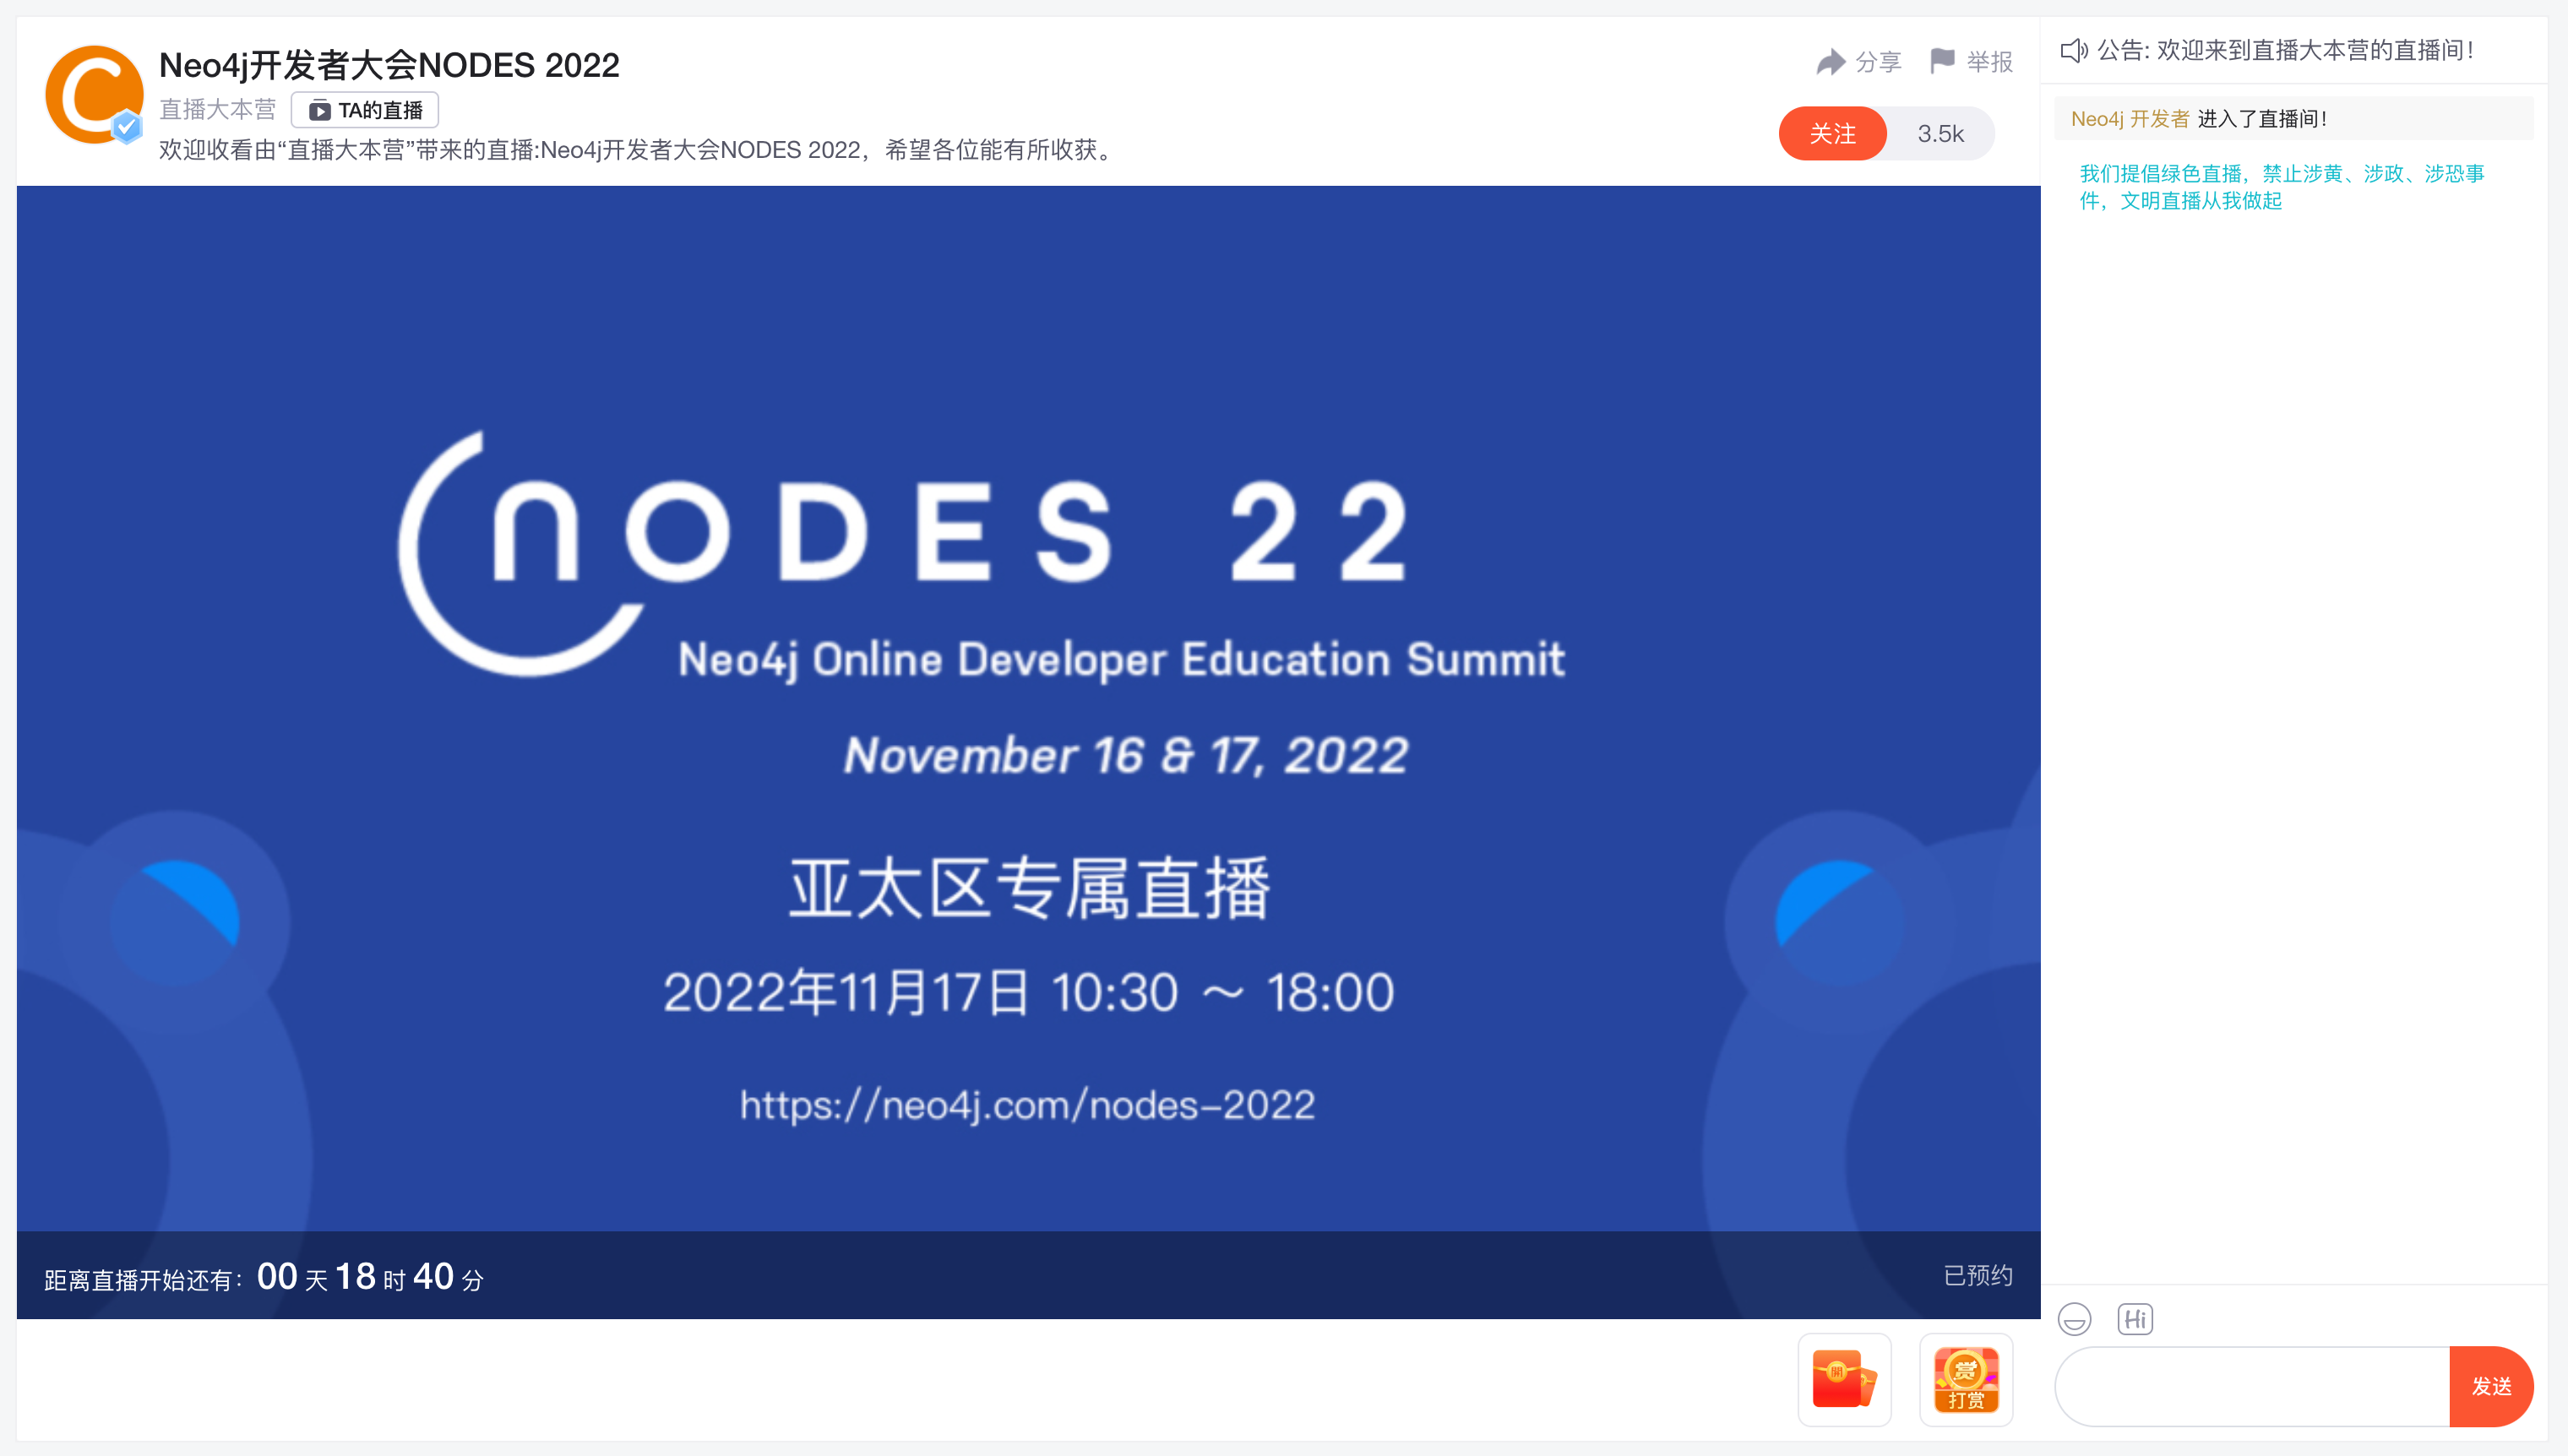 Neo4j开发者大会NODES 2022
直播大本营 TA的直播
欢迎收看由“直播大本营”带来的直播:Neo4j开发者大会NODES 2022，希望各位能有所收获。
分享 举报
关注 3.5k
nODES 22
Neo4j Online Developer Education Summit
November 16 & 17, 2022
亚太区专属直播
2022年11月17日 10:30 ～ 18:00
https://neo4j.com/nodes-2022
距离直播开始还有：00 天 18 时 40 分
已预约
開
赏
打赏
公告: 欢迎来到直播大本营的直播间！
Neo4j 开发者 进入了直播间！
我们提倡绿色直播，禁止涉黄、涉政、涉恐事
件，文明直播从我做起
Hi
发送